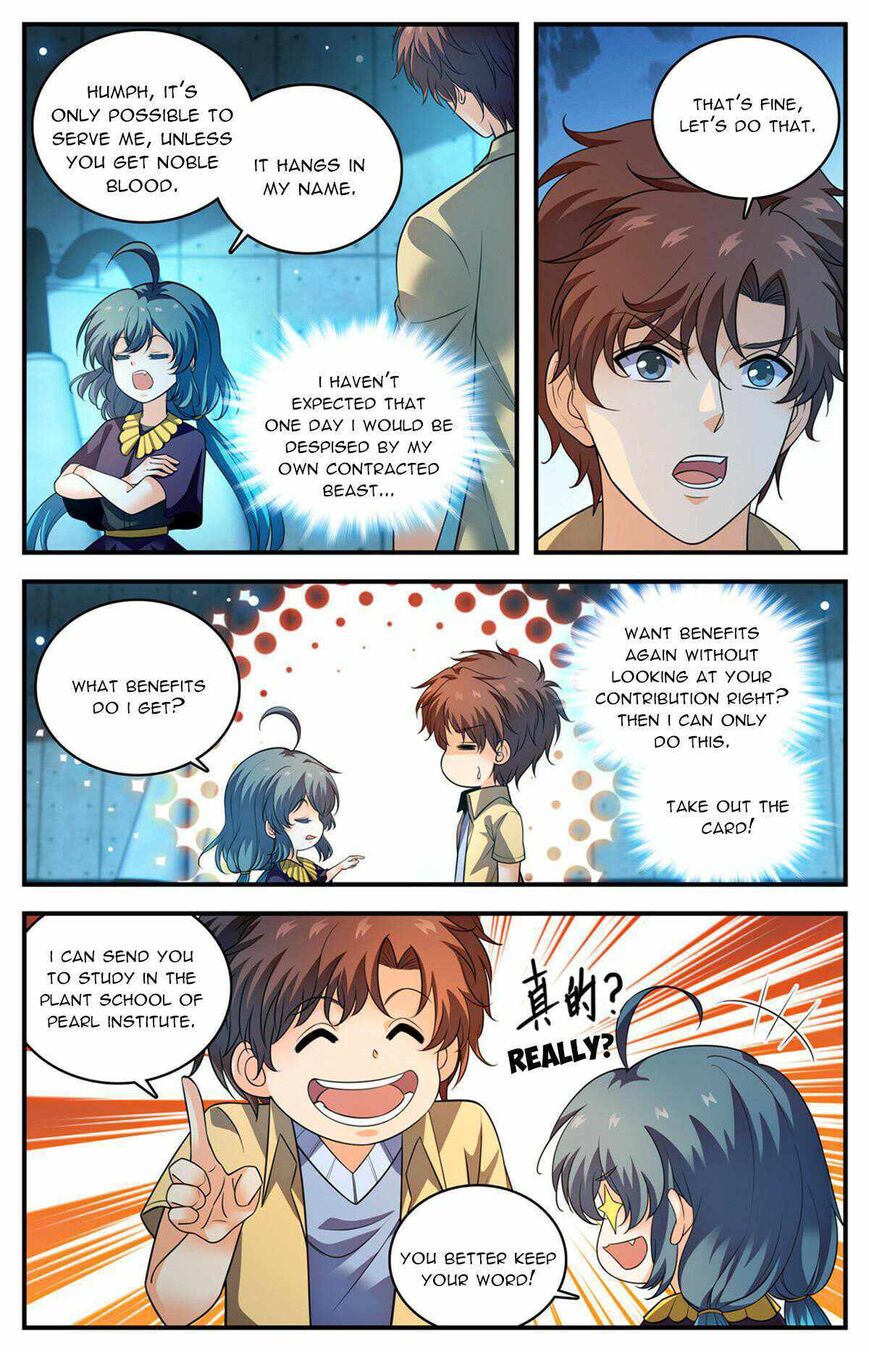 HUMPH, IT'S
ONLY POSSIBLE TO
SERVE ME, UNLESS
YOU GET NOBLE
BLOOD.
IT HANGS IN
MY NAME.
I HAVEN'T
EXPECTED THAT
ONE DAY I WOULD BE
DESPISED BY MY
OWN CONTRACTED
BEAST...
THAT'S FINE,
LET'S DO THAT.
WHAT BENEFITS
DO I GET?
WANT BENEFITS
AGAIN WITHOUT
LOOKING AT YOUR
CONTRIBUTION RIGHT?
THEN I CAN ONLY
DO THIS.
TAKE OUT THE
CARD!
I CAN SEND YOU
TO STUDY IN THE
PLANT SCHOOL OF
PEARL INSTITUTE.
真的?
REALLY?
YOU BETTER KEEP
YOUR WORD!